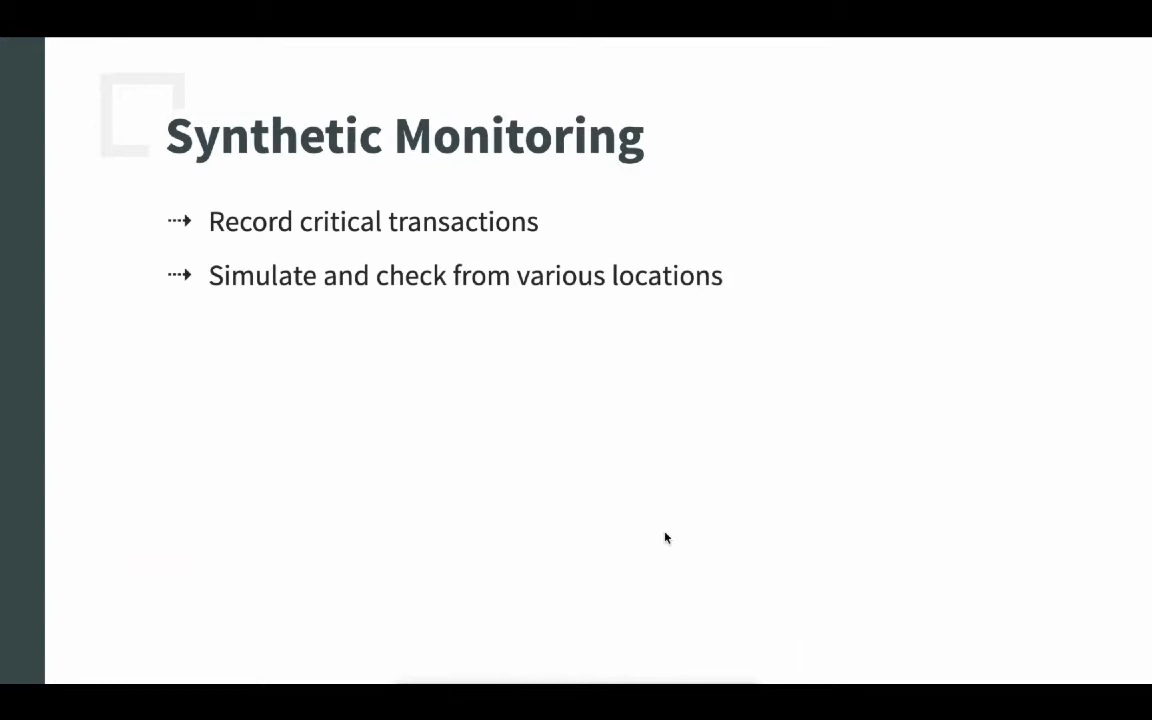 Synthetic Monitoring
⇢ Record critical transactions
⇢ Simulate and check from various locations